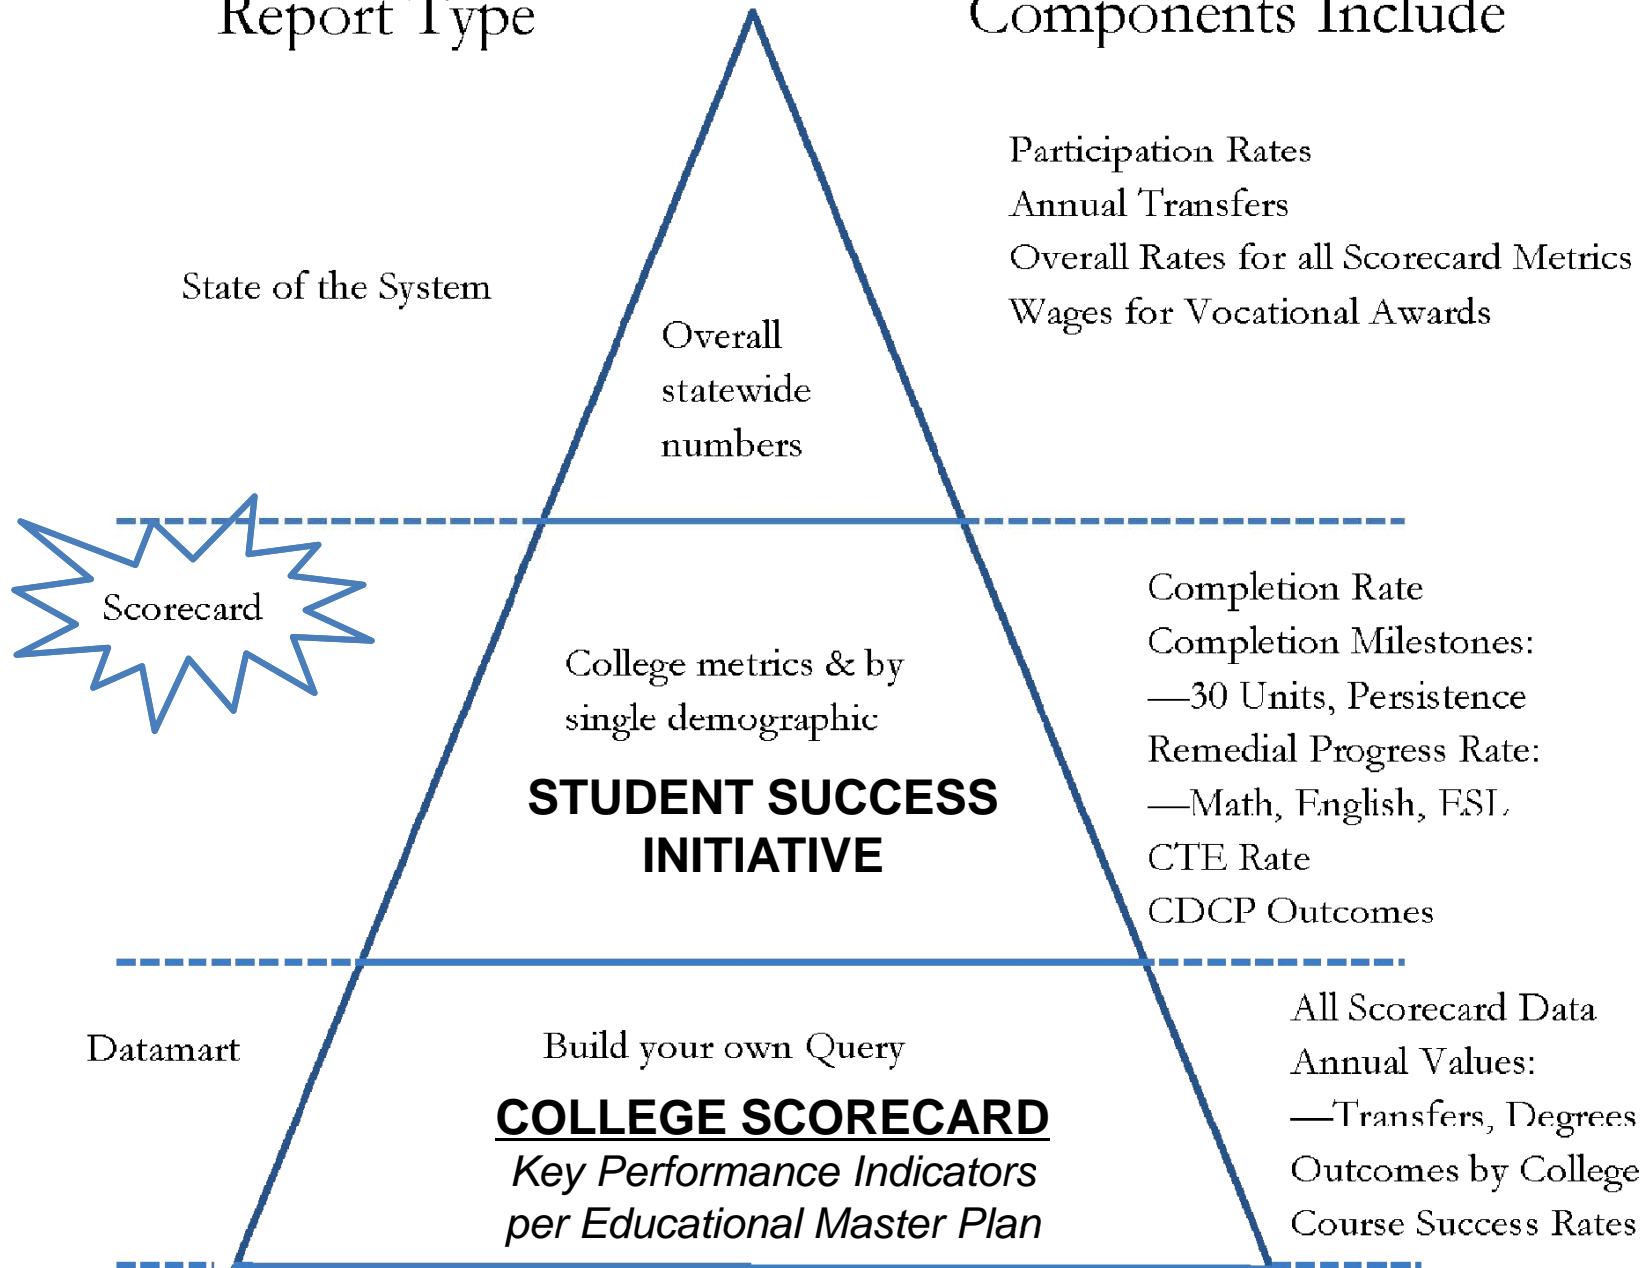 Report Type
Components Include
State of the System
Overall
statewide
numbers
Participation Rates
Annual Transfers
Overall Rates for all Scorecard Metrics
Wages for Vocational Awards
Scorecard
College metrics & by
single demographic
STUDENT SUCCESS
INITIATIVE
Completion Rate
Completion Milestones:
—30 Units, Persistence
Remedial Progress Rate:
—Math, English, ESL
CTE Rate
CDCP Outcomes
Datamart
Build your own Query
COLLEGE SCORECARD
Key Performance Indicators
per Educational Master Plan
All Scorecard Data
Annual Values:
—Transfers, Degrees
Outcomes by College
Course Success Rates